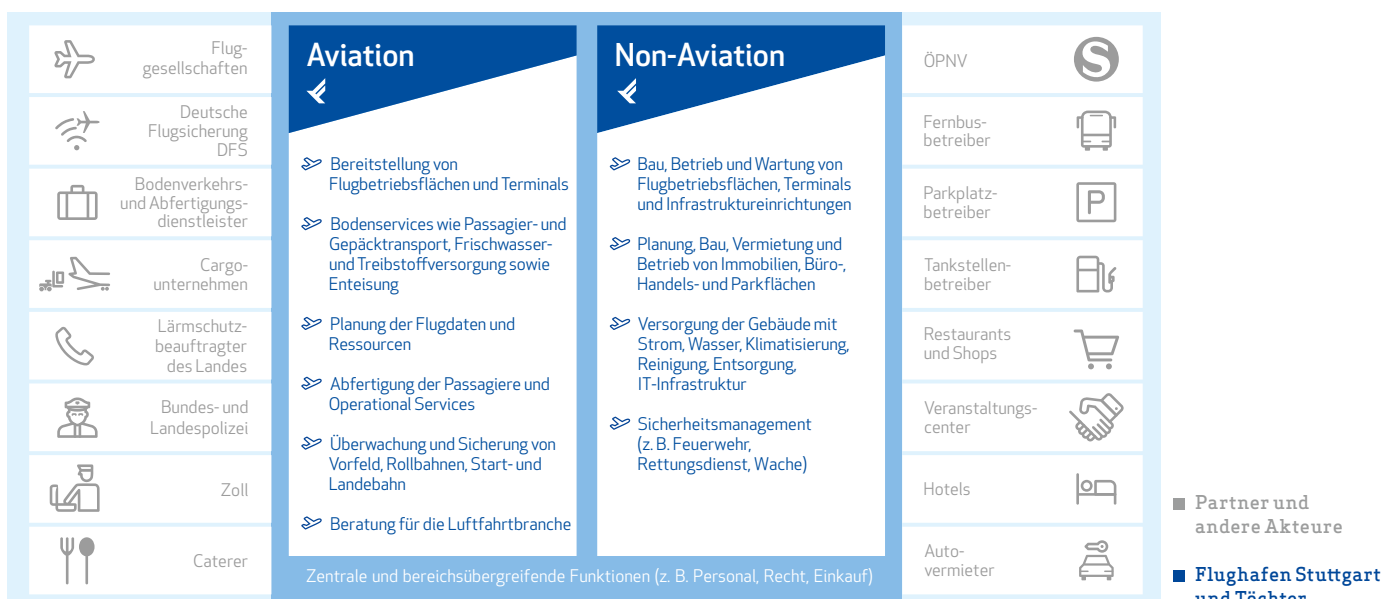 Flug-
gesellschaften
Deutsche
Flugsicherung
DFS
Bodenverkehrs-
und Abfertigungs-
dienstleister
Cargo-
unternehmen
Lärmschutz-
beauftragter
des Landes
Bundes- und
Landespolizei
Zoll
Caterer
Aviation
Bereitstellung von
Flugbetriebsflächen und Terminals
Bodenservices wie Passagier- und
Gepäcktransport, Frischwasser-
und Treibstoffversorgung sowie
Enteisung
Planung der Flugdaten und
Ressourcen
Abfertigung der Passagiere und
Operational Services
Überwachung und Sicherung von
Vorfeld, Rollbahnen, Start- und
Landebahn
Beratung für die Luftfahrtbranche
Non-Aviation
Bau, Betrieb und Wartung von
Flugbetriebsflächen, Terminals
und Infrastruktureinrichtungen
Planung, Bau, Vermietung und
Betrieb von Immobilien, Büro-,
Handels- und Parkflächen
Versorgung der Gebäude mit
Strom, Wasser, Klimatisierung,
Reinigung, Entsorgung,
IT-Infrastruktur
Sicherheitsmanagement
(z. B. Feuerwehr,
Rettungsdienst, Wache)
Zentrale und bereichsübergreifende Funktionen (z. B. Personal, Recht, Einkauf)
ÖPNV
S
Fernbus-
betreiber
Parkplatz-
betreiber
P
Tankstellen-
betreiber
Restaurants
und Shops
Veranstaltungs-
center
Hotels
Auto-
vermieter
Partner und
andere Akteure
Flughafen Stuttgart
und Töchter